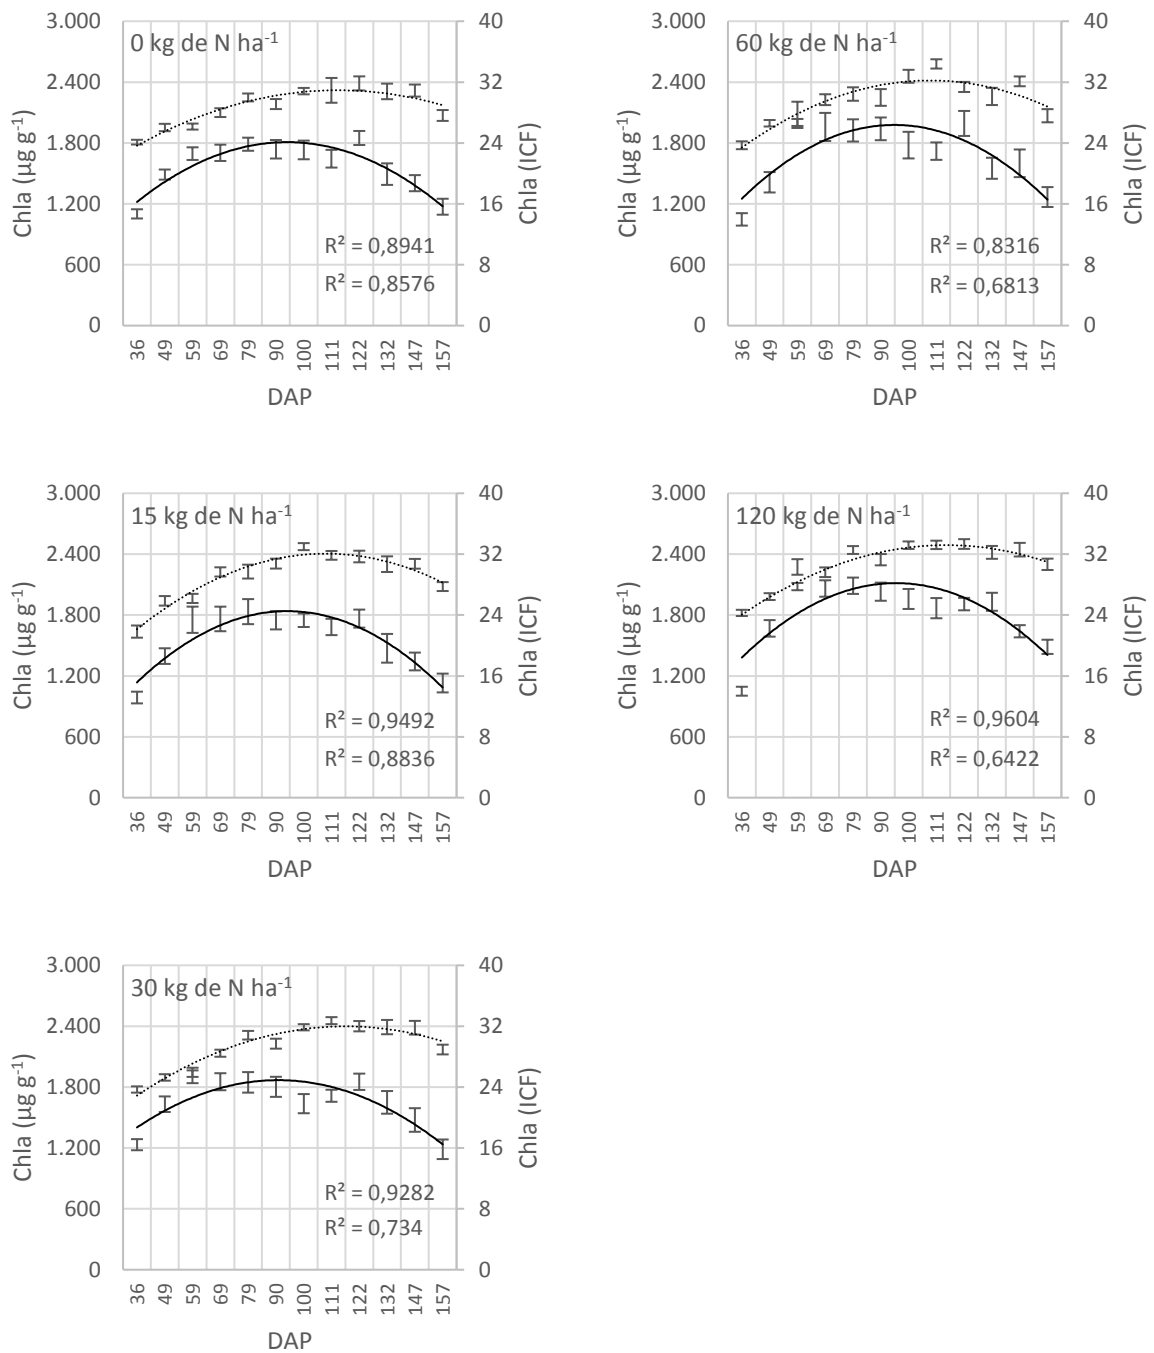 0 kg de N ha-1
Chla (µg g-1)
3.000
2.400
1.800
1.200
600
0
40
32
24
16
8
0
Chla (ICF)
R² = 0,8941
R² = 0,8576
36 49 59 69 79 90 100 111 122 132 147 157
DAP
60 kg de N ha-1
Chla (µg g-1)
3.000
2.400
1.800
1.200
600
0
40
32
24
16
8
0
Chla (ICF)
R² = 0,8316
R² = 0,6813
36 49 59 69 79 90 100 111 122 132 147 157
DAP
15 kg de N ha-1
Chla (µg g-1)
3.000
2.400
1.800
1.200
600
0
40
32
24
16
8
0
Chla (ICF)
R² = 0,9492
R² = 0,8836
36 49 59 69 79 90 100 111 122 132 147 157
DAP
120 kg de N ha-1
Chla (µg g-1)
3.000
2.400
1.800
1.200
600
0
40
32
24
16
8
0
Chla (ICF)
R² = 0,9604
R² = 0,6422
36 49 59 69 79 90 100 111 122 132 147 157
DAP
30 kg de N ha-1
Chla (µg g-1)
3.000
2.400
1.800
1.200
600
0
40
32
24
16
8
0
Chla (ICF)
R² = 0,9282
R² = 0,734
36 49 59 69 79 90 100 111 122 132 147 157
DAP